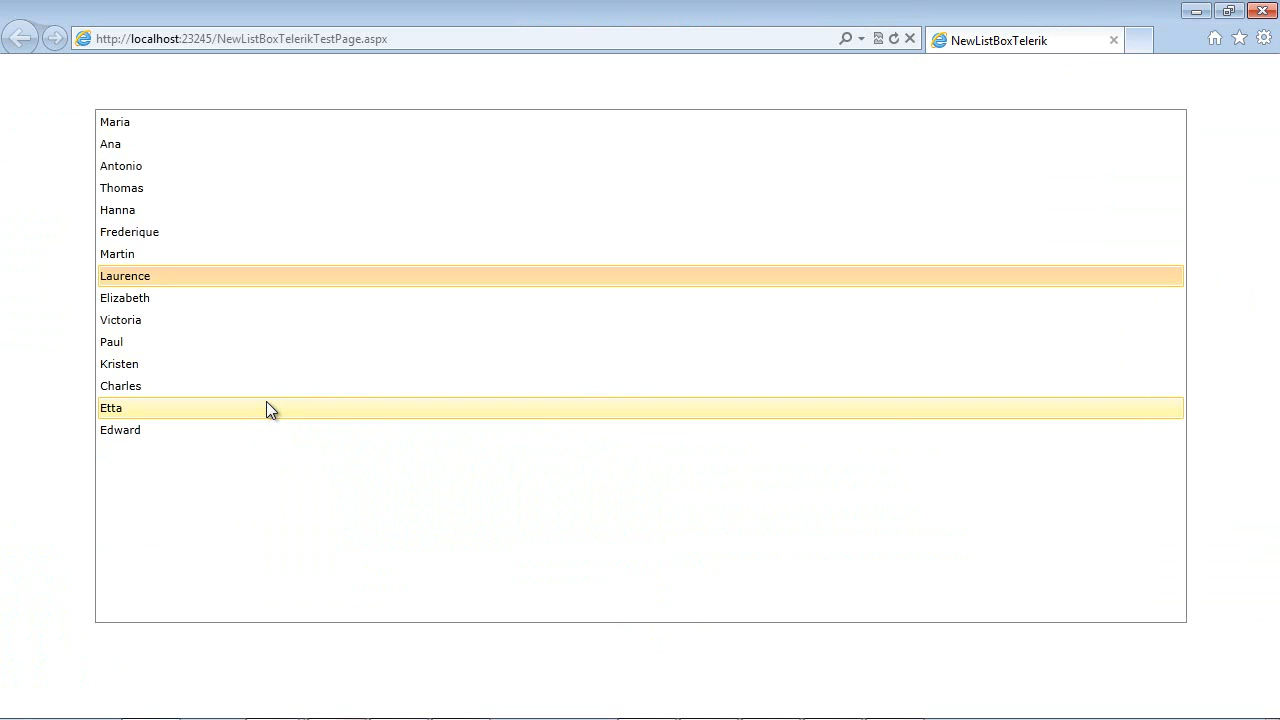 http://localhost:23245/NewListBoxTelerikTestPage.aspx
NewListBoxTelerik
Maria
Ana
Antonio
Thomas
Hanna
Frederique
Martin
Laurence
Elizabeth
Victoria
Paul
Kristen
Charles
Etta
Edward